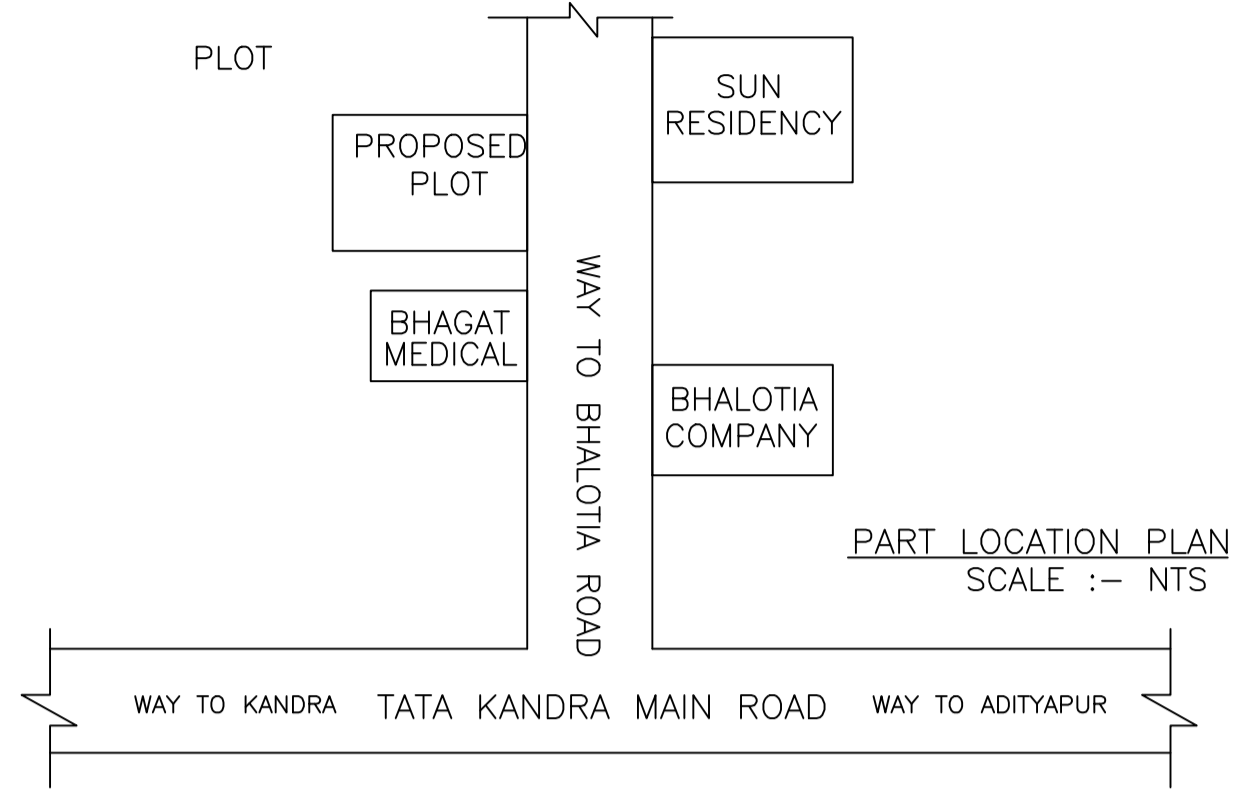 PLOT
SUN
RESIDENCY
PROPOSED
PLOT
WAY TO BHALOTIA ROAD
BHAGAT
MEDICAL
BHALOTIA
COMPANY
PART LOCATION PLAN
SCALE :- NTS
WAY TO KANDRA
TATA KANDRA MAIN ROAD
WAY TO ADITYAPUR